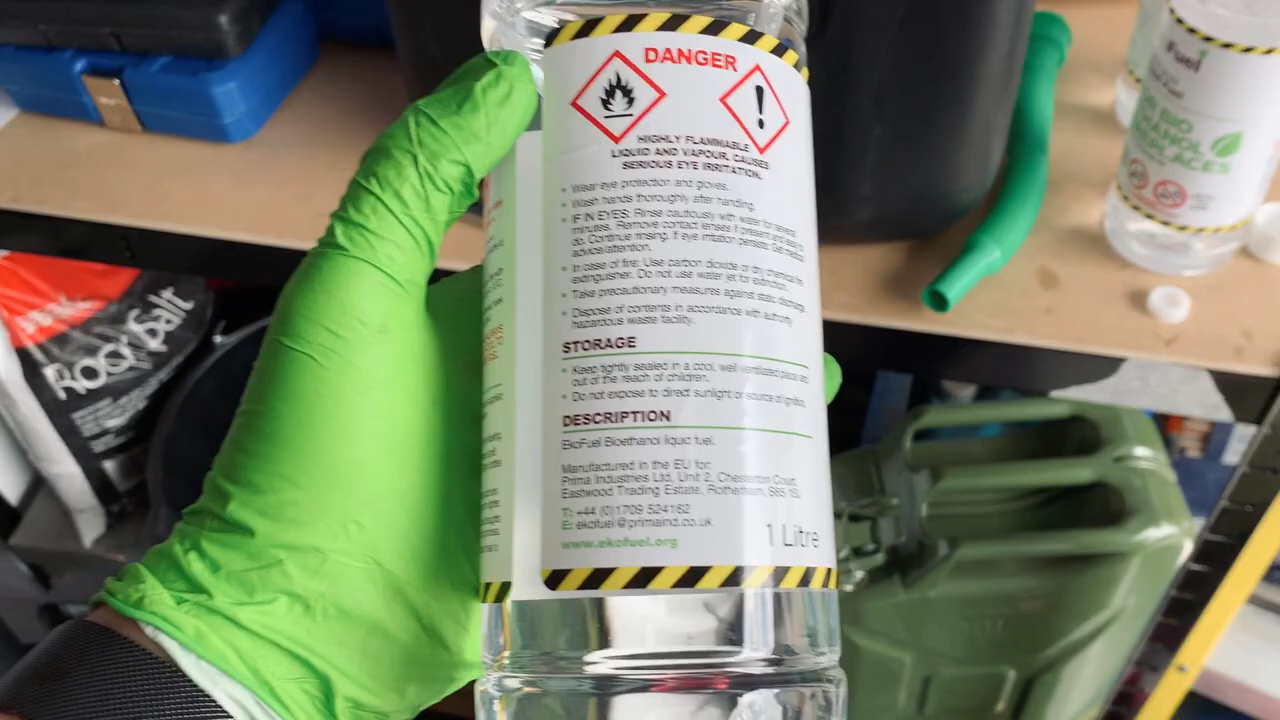 DANGER
HIGHLY FLAMMABLE
LIQUID AND VAPOUR, CAUSES
SERIOUS EYE IRRITATION.
• Wear eye protection and gloves.
• Wash hands thoroughly after handling.
• IF IN EYES: Rinse cautiously with water for several
minutes. Remove contact lenses if present and easy to
do. Continue rinsing. If eye irritation persists: Get medical
advice/attention.
• In case of fire: Use carbon dioxide or dry chemical
extinguisher. Do not use water jet for extinction.
• Take precautionary measures against static discharge.
• Dispose of contents in accordance with authority
hazardous waste facility.
STORAGE
• Keep tightly sealed in a cool, well ventilated place and
out of the reach of children.
• Do not expose to direct sunlight or source of ignition.
DESCRIPTION
EkoFuel Bioethanol liquid fuel.
Manufactured in the EU for:
Prima Industries Ltd, Unit 2, Chesterton Court,
Eastwood Trading Estate, Rotherham, S65 1SJ
T: +44 (0)1709 524162
E: ekofuel@primaind.co.uk
www.ekofuel.org
1 Litre
Rock Salt
Fuel
BIO